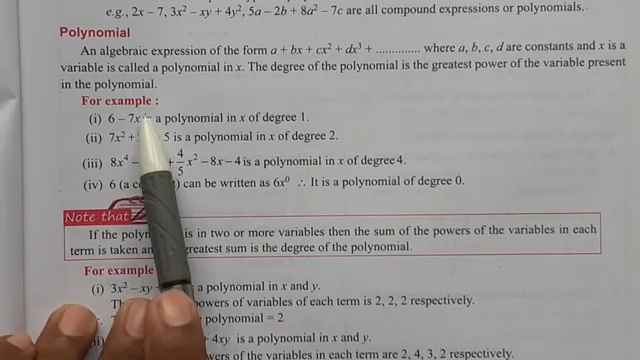 e.g., 2x − 7, 3x² − xy + 4y², 5a − 2b + 8a² − 7c are all compound expressions or polynomials.
Polynomial
An algebraic expression of the form a + bx + cx² + dx³ + ............. where a, b, c, d are constants and x is a
variable is called a polynomial in x. The degree of the polynomial is the greatest power of the variable present
in the polynomial.
For example :
(i) 6 − 7x a polynomial in x of degree 1.
(ii) 7x² + 5 is a polynomial in x of degree 2.
(iii) 8x⁴ − + 4/5 x² − 8x − 4 is a polynomial in x of degree 4.
(iv) 6 (a can be written as 6x⁰ ∴ It is a polynomial of degree 0.
Note that
If the is in two or more variables then the sum of the powers of the variables in each
term is taken greatest sum is the degree of the polynomial.
For example
(i) 3x² − xy a polynomial in x and y.
powers of variables of each term is 2, 2, 2 respectively.
∴ polynomial = 2
+ 4xy is a polynomial in x and y.
of variables in each term are 2, 4, 3, 2 respectively.